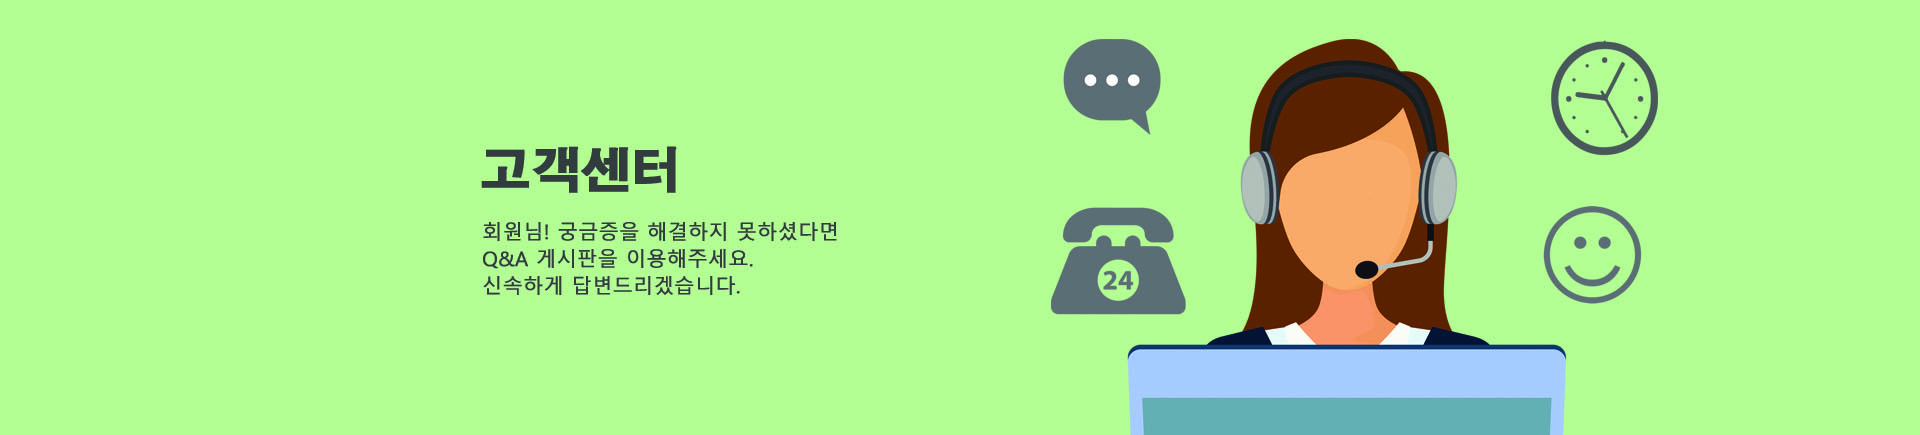 고객센터
회원님! 궁금증을 해결하지 못하셨다면
Q&A 게시판을 이용해주세요.
신속하게 답변드리겠습니다.
24